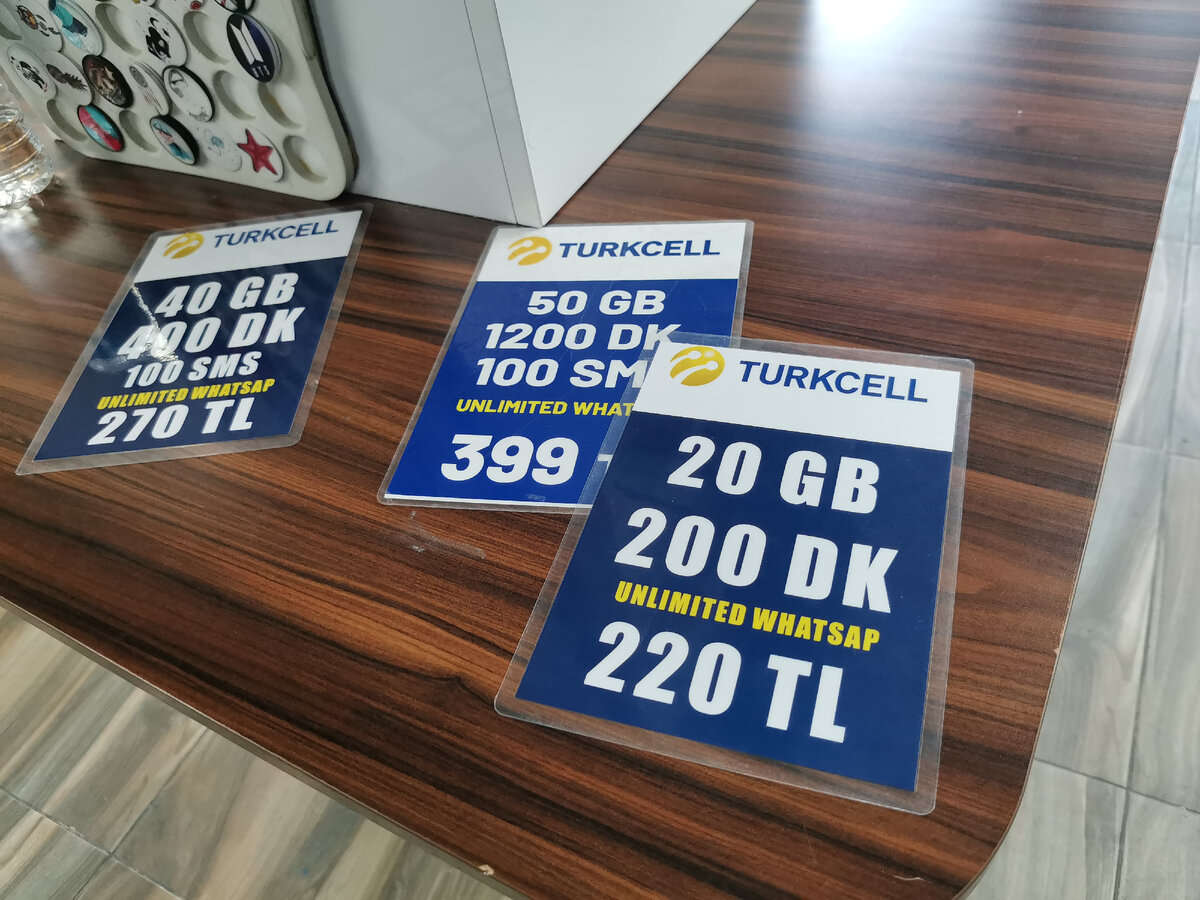 TURKCELL
40 GB
400 DK
100 SMS
UNLIMITED WHATSAP
270 TL
TURKCELL
50 GB
1200 DK
100 SM
UNLIMITED WHAT
399
TURKCELL
20 GB
200 DK
UNLIMITED WHATSAP
220 TL